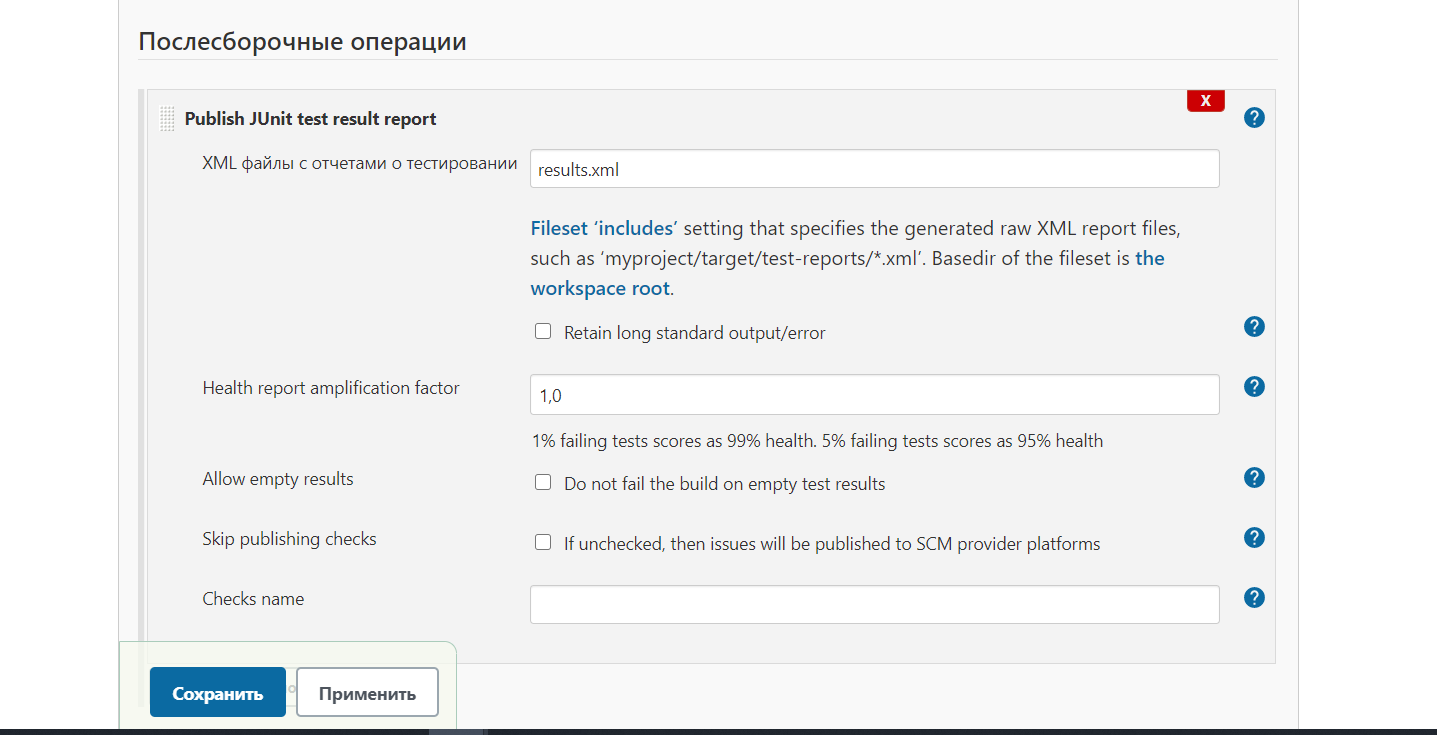 Послесборочные операции
X
Publish JUnit test result report
?
XML файлы с отчетами о тестировании
results.xml
Fileset ‘includes’ setting that specifies the generated raw XML report files,
such as ‘myproject/target/test-reports/*.xml’. Basedir of the fileset is the
workspace root.
Retain long standard output/error
?
Health report amplification factor
1,0
?
1% failing tests scores as 99% health. 5% failing tests scores as 95% health
Allow empty results
Do not fail the build on empty test results
?
Skip publishing checks
If unchecked, then issues will be published to SCM provider platforms
?
Checks name
?
Сохранить
Применить